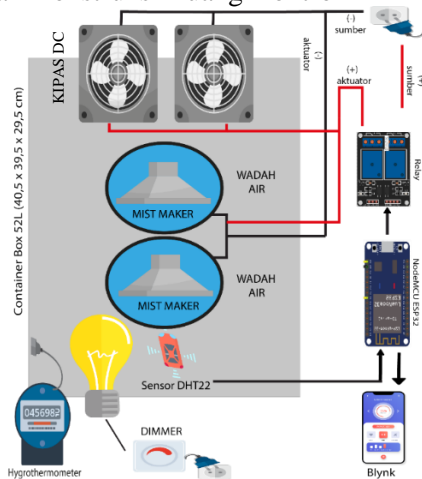 KIPAS DC
(-)
sumber
(-)
aktuator
(+)
aktuator
sumber
Relay
Container Box 52L (40,5 x 39,5 x 29,5 cm)
MIST MAKER
WADAH
AIR
MIST MAKER
WADAH
AIR
NodeMCU ESP32
Sensor DHT22
DIMMER
Hygrothermometer
Blynk